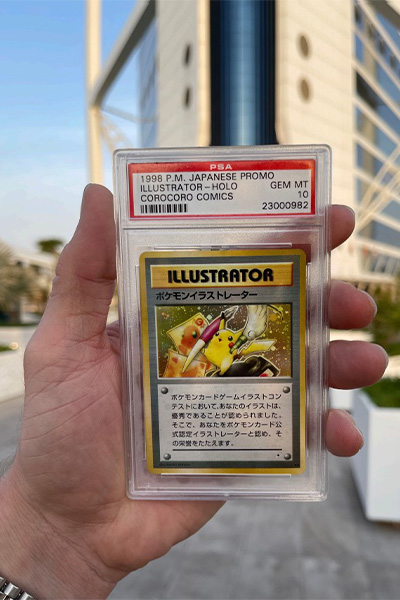 PSA
1998 P.M. JAPANESE PROMO
ILLUSTRATOR-HOLO GEM MT
COROCORO COMICS 10
23000982
ILLUSTRATOR
ポケモンイラストレーター
ポケモンカードゲームイラストコン
テストにおいて、あなたのイラストは、
優秀であることが認められました。
そこで、あなたをポケモンカード公
式認定イラストレーターと認め、そ
の栄誉をたたえます。